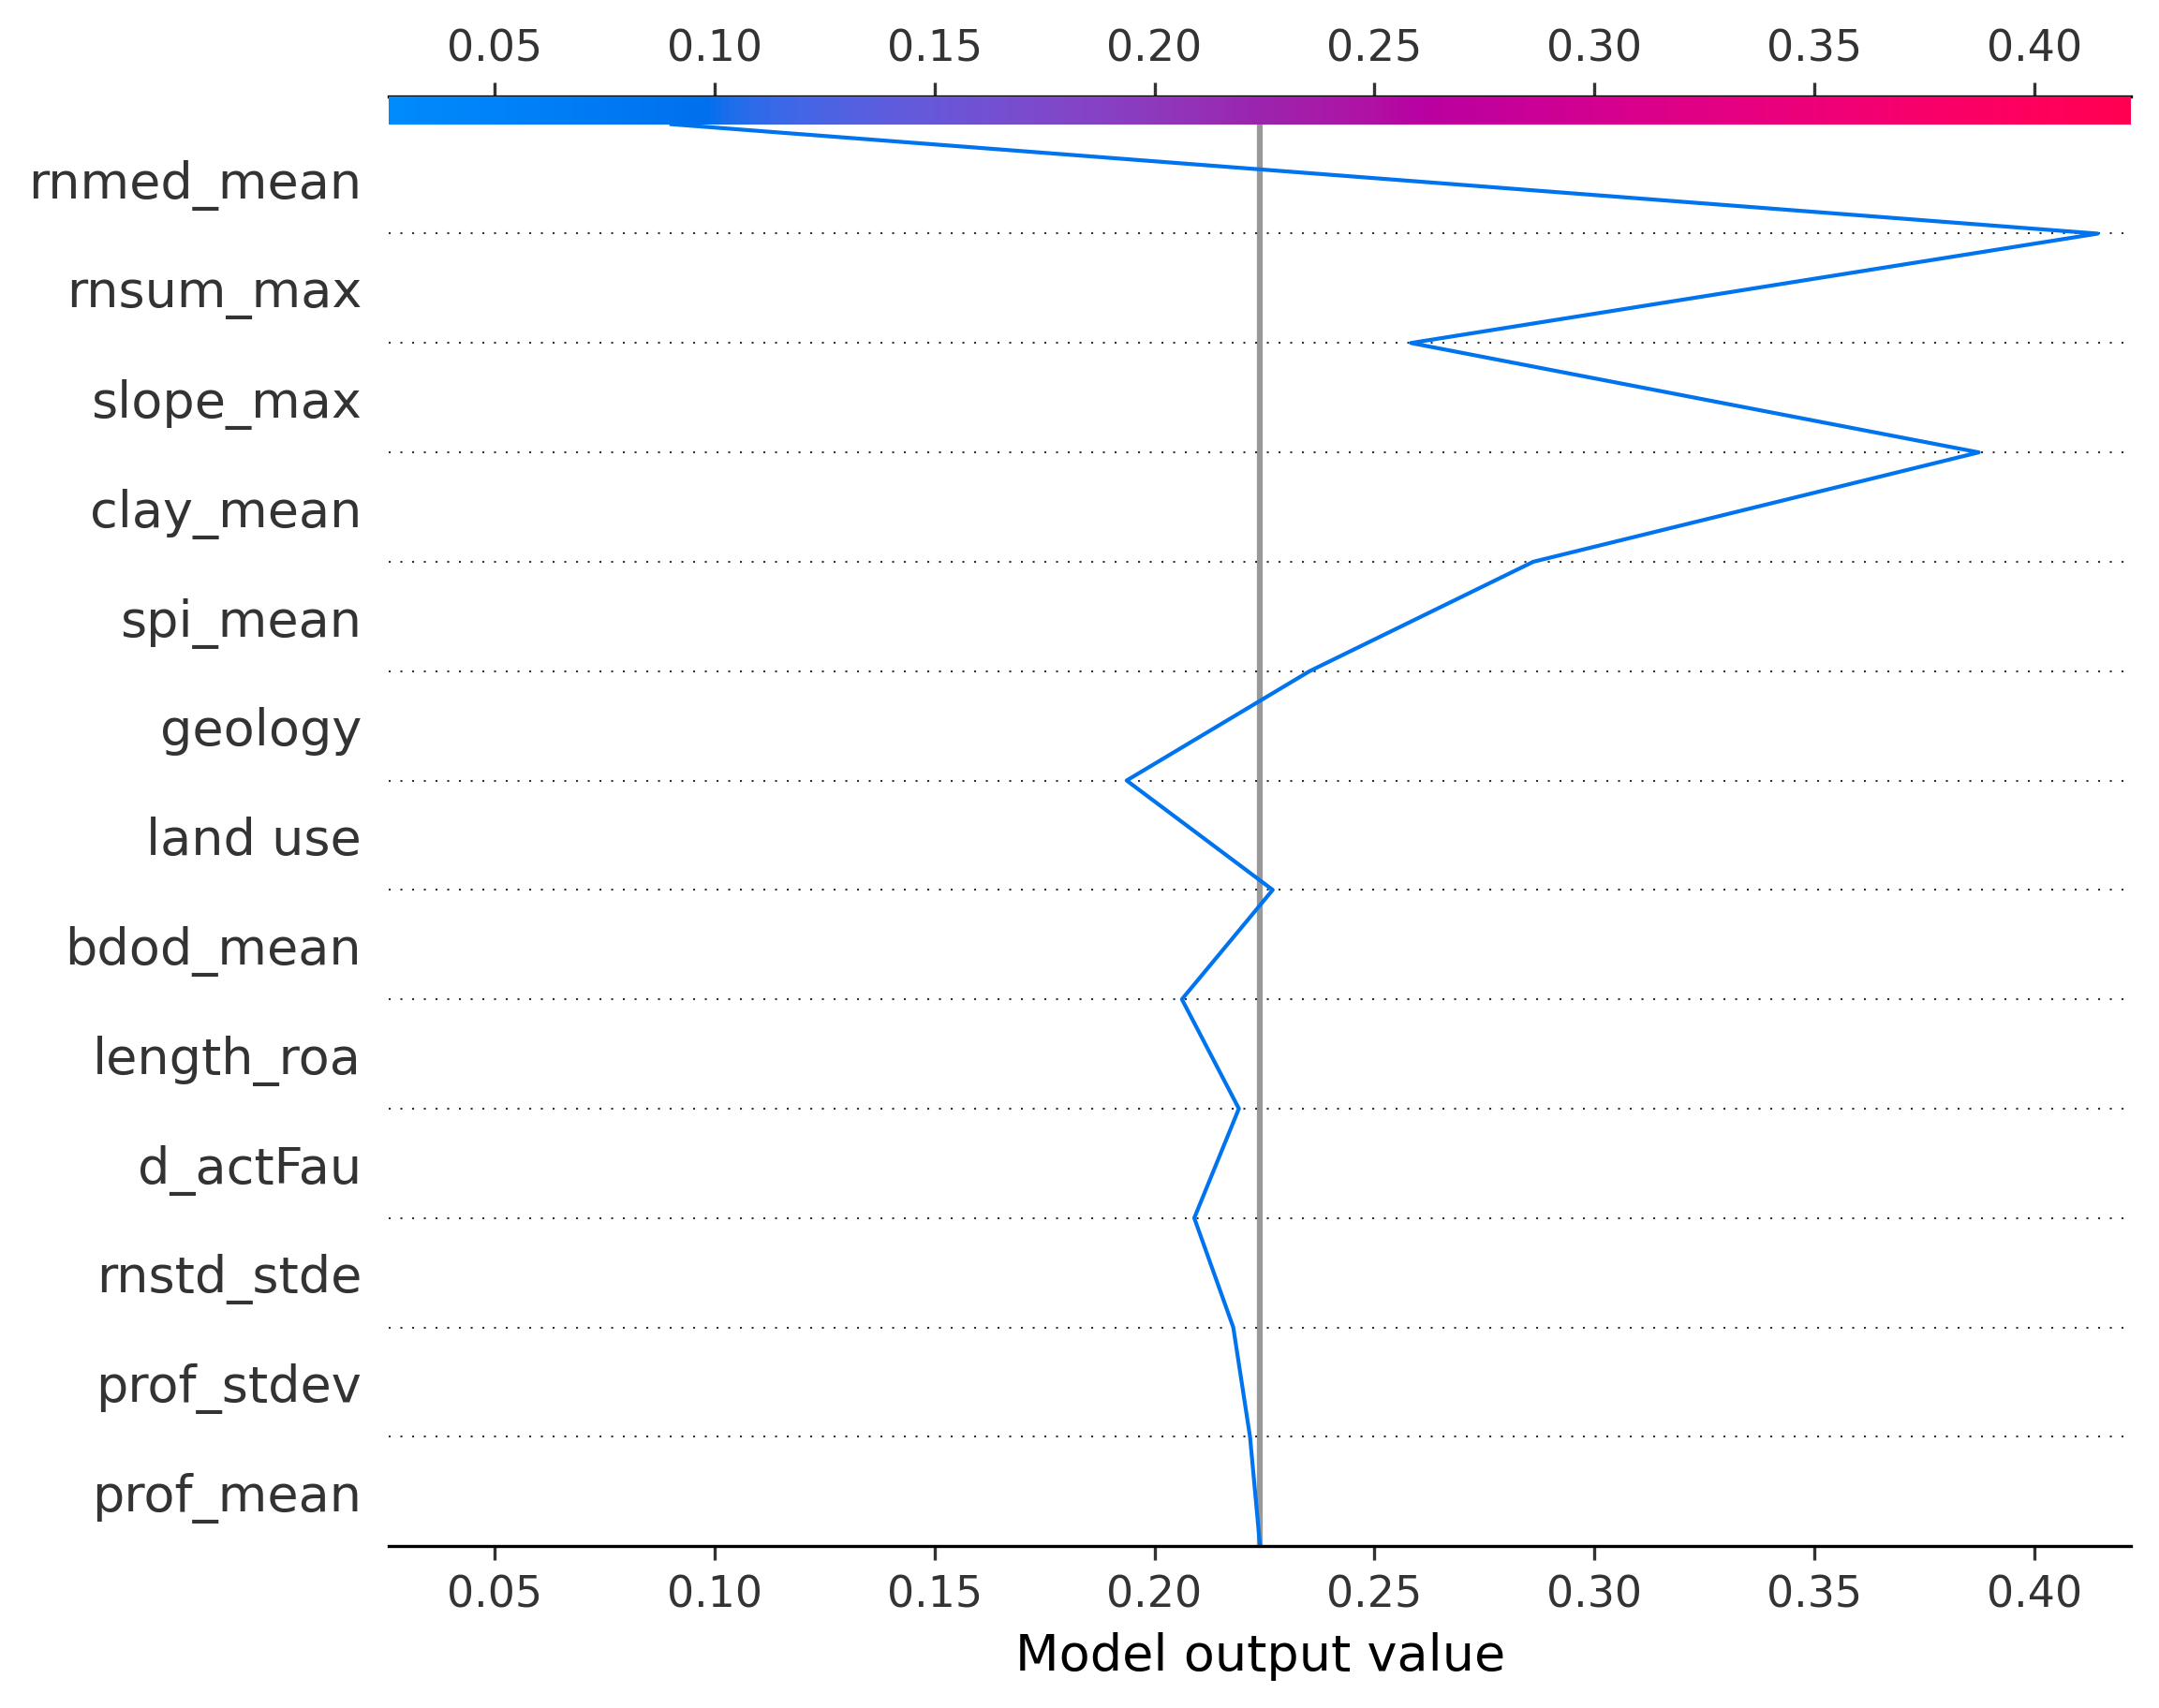 0.05 0.10 0.15 0.20 0.25 0.30 0.35 0.40
rnmed_mean
rnsum_max
slope_max
clay_mean
spi_mean
geology
land use
bdod_mean
length_roa
d_actFau
rnstd_stde
prof_stdev
prof_mean
0.05 0.10 0.15 0.20 0.25 0.30 0.35 0.40
Model output value